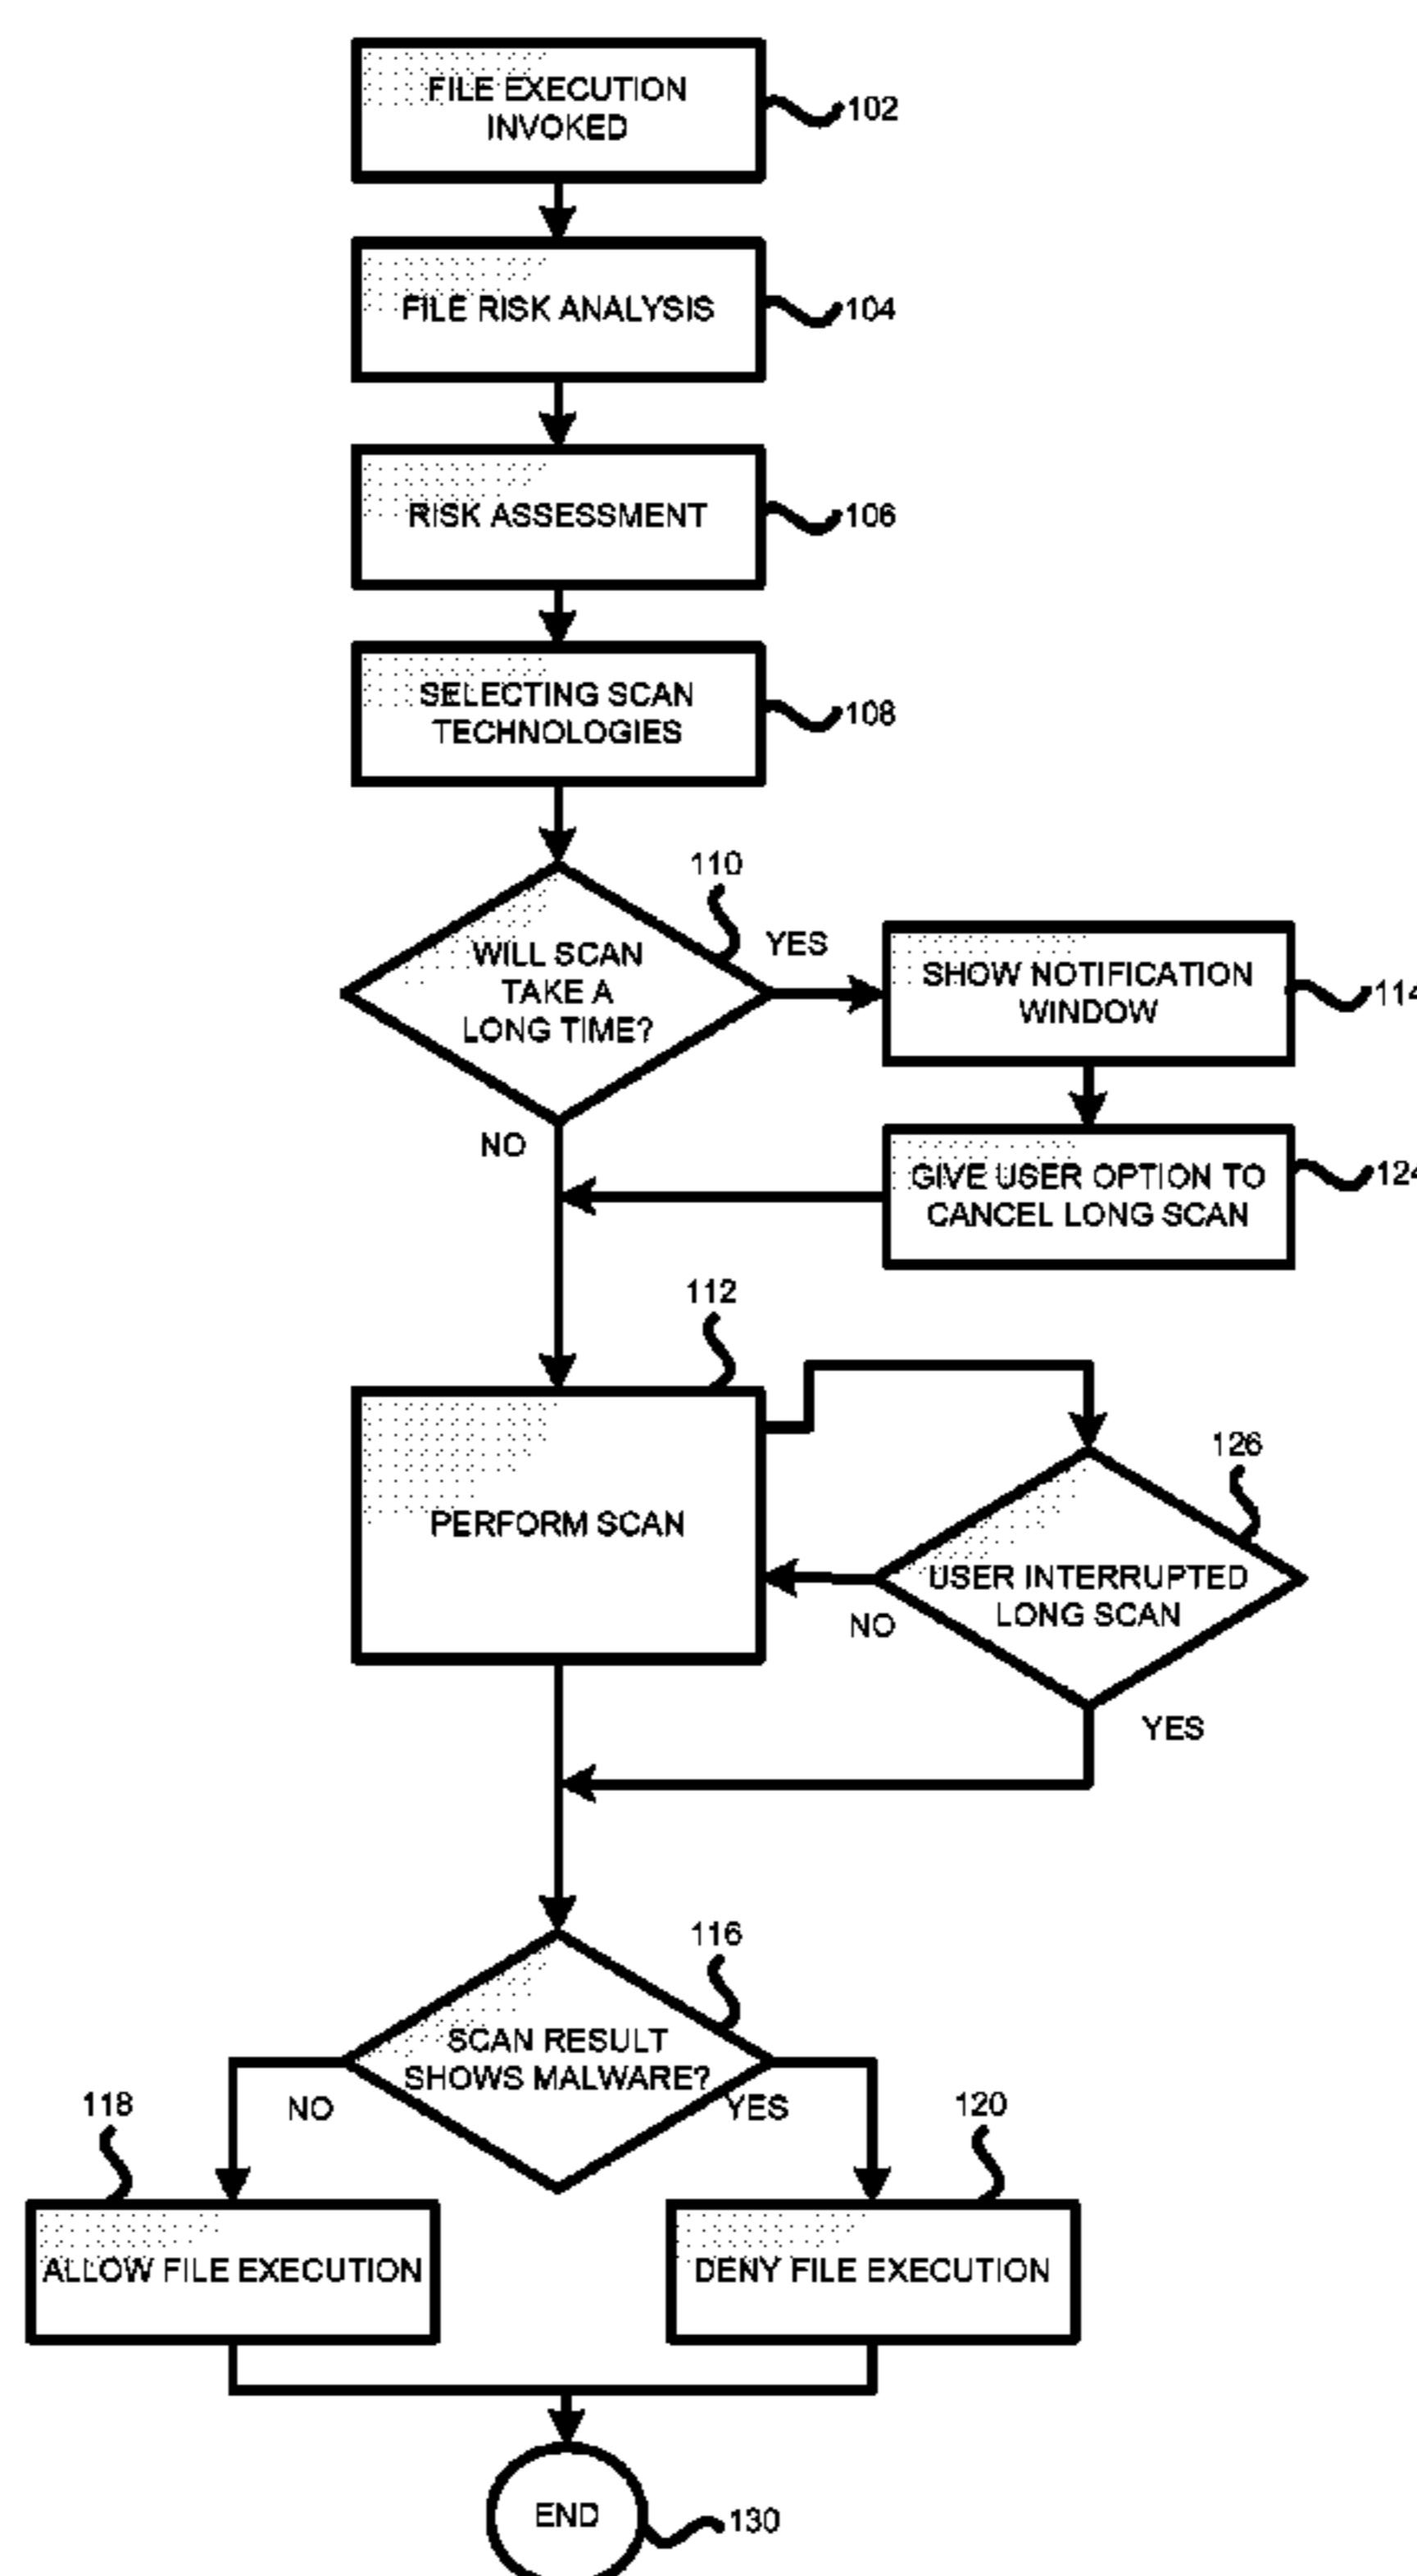 FILE EXECUTION
INVOKED
102
FILE RISK ANALYSIS
104
RISK ASSESSMENT
106
SELECTING SCAN
TECHNOLOGIES
108
110
WILL SCAN
TAKE A
LONG TIME?
YES
SHOW NOTIFICATION
WINDOW
114
NO
GIVE USER OPTION TO
CANCEL LONG SCAN
124
112
PERFORM SCAN
126
USER INTERRUPTED
LONG SCAN
NO
YES
116
SCAN RESULT
SHOWS MALWARE?
NO
YES
118
ALLOW FILE EXECUTION
120
DENY FILE EXECUTION
END
130